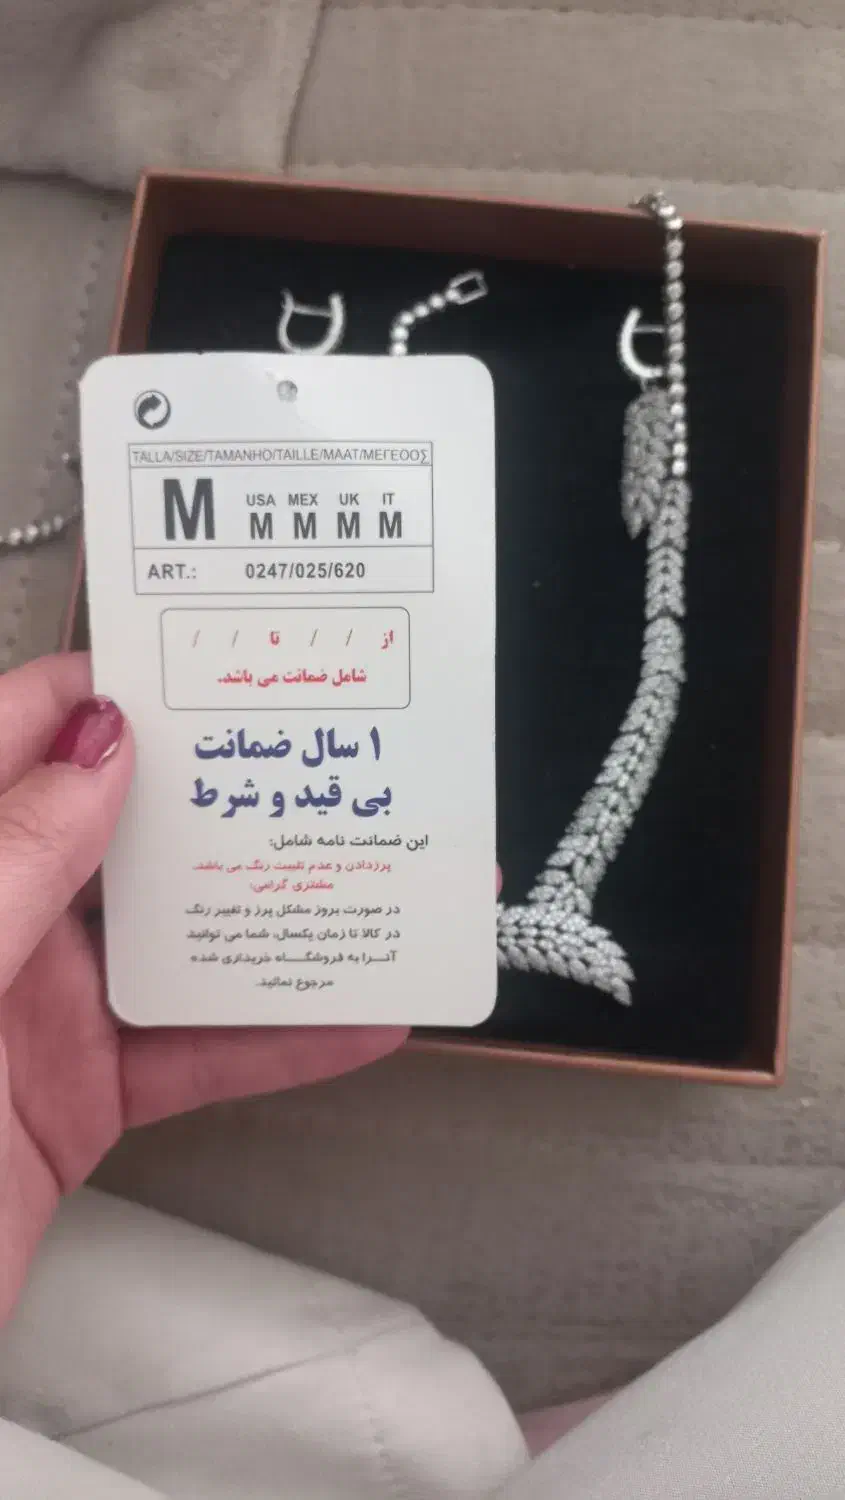 TALLA/SIZE/TAMANHO/TAILLE/MAAT/ΜΕΓΕΟΟΣ
M
USA MEX UK IT
M M M M
ART.: 0247/025/620
از / / تا / /
شامل ضمانت می باشد.
۱ سال ضمانت
بی قید و شرط
این ضمانت نامه شامل:
پرزدادن و عدم تثبیت رنگ می باشد.
مشتری گرامی:
در صورت بروز مشکل پرز و تغییر رنگ
در کالا تا زمان یکسال، شما می توانید
آنرا به فروشگاه خریداری شده
مرجوع نمائید.